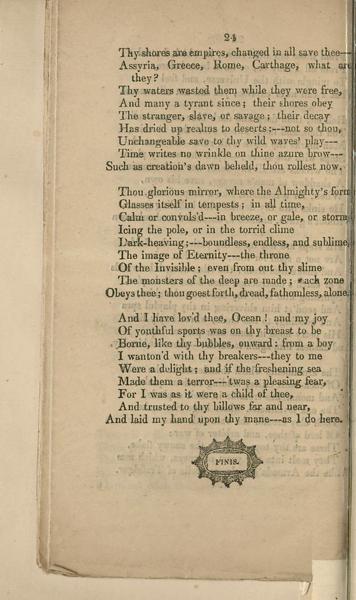 24
Thy shores are empires, changed in all save thee—
Assyria, Greece, Rome, Carthage, what are
they?
Thy waters wasted them while they were free,
And many a tyrant since; their shores obey
The stranger, slave, or savage; their decay
Has dried up realms to deserts:---not so thou,
Unchangeable save to thy wild waves' play---
Time writes no wrinkle on thine azure brow---
Such as creation's dawn beheld, thou rollest now.
Thou glorious mirror, where the Almighty's form
Glasses itself in tempests; in all time,
Calm or convuls'd---in breeze, or gale, or storm
Icing the pole, or in the torrid clime
Dark-heaving;---boundless, endless, and sublime
The image of Eternity---the throne
Of the Invisible; even from out thy slime
The monsters of the deep are made; each zone
Obeys thee; thou goest forth, dread, fathomless, alone.
And I have lov'd thee, Ocean! and my joy
Of youthful sports was on thy breast to be
Borne, like thy bubbles, onward: from a boy
I wanton'd with thy breakers---they to me
Were a delight; and if the freshening sea
Made them a terror---'twas a pleasing fear,
For I was as it were a child of thee,
And trusted to thy billows far and near,
And laid my hand upon thy mane---as I do here.
FINIS.